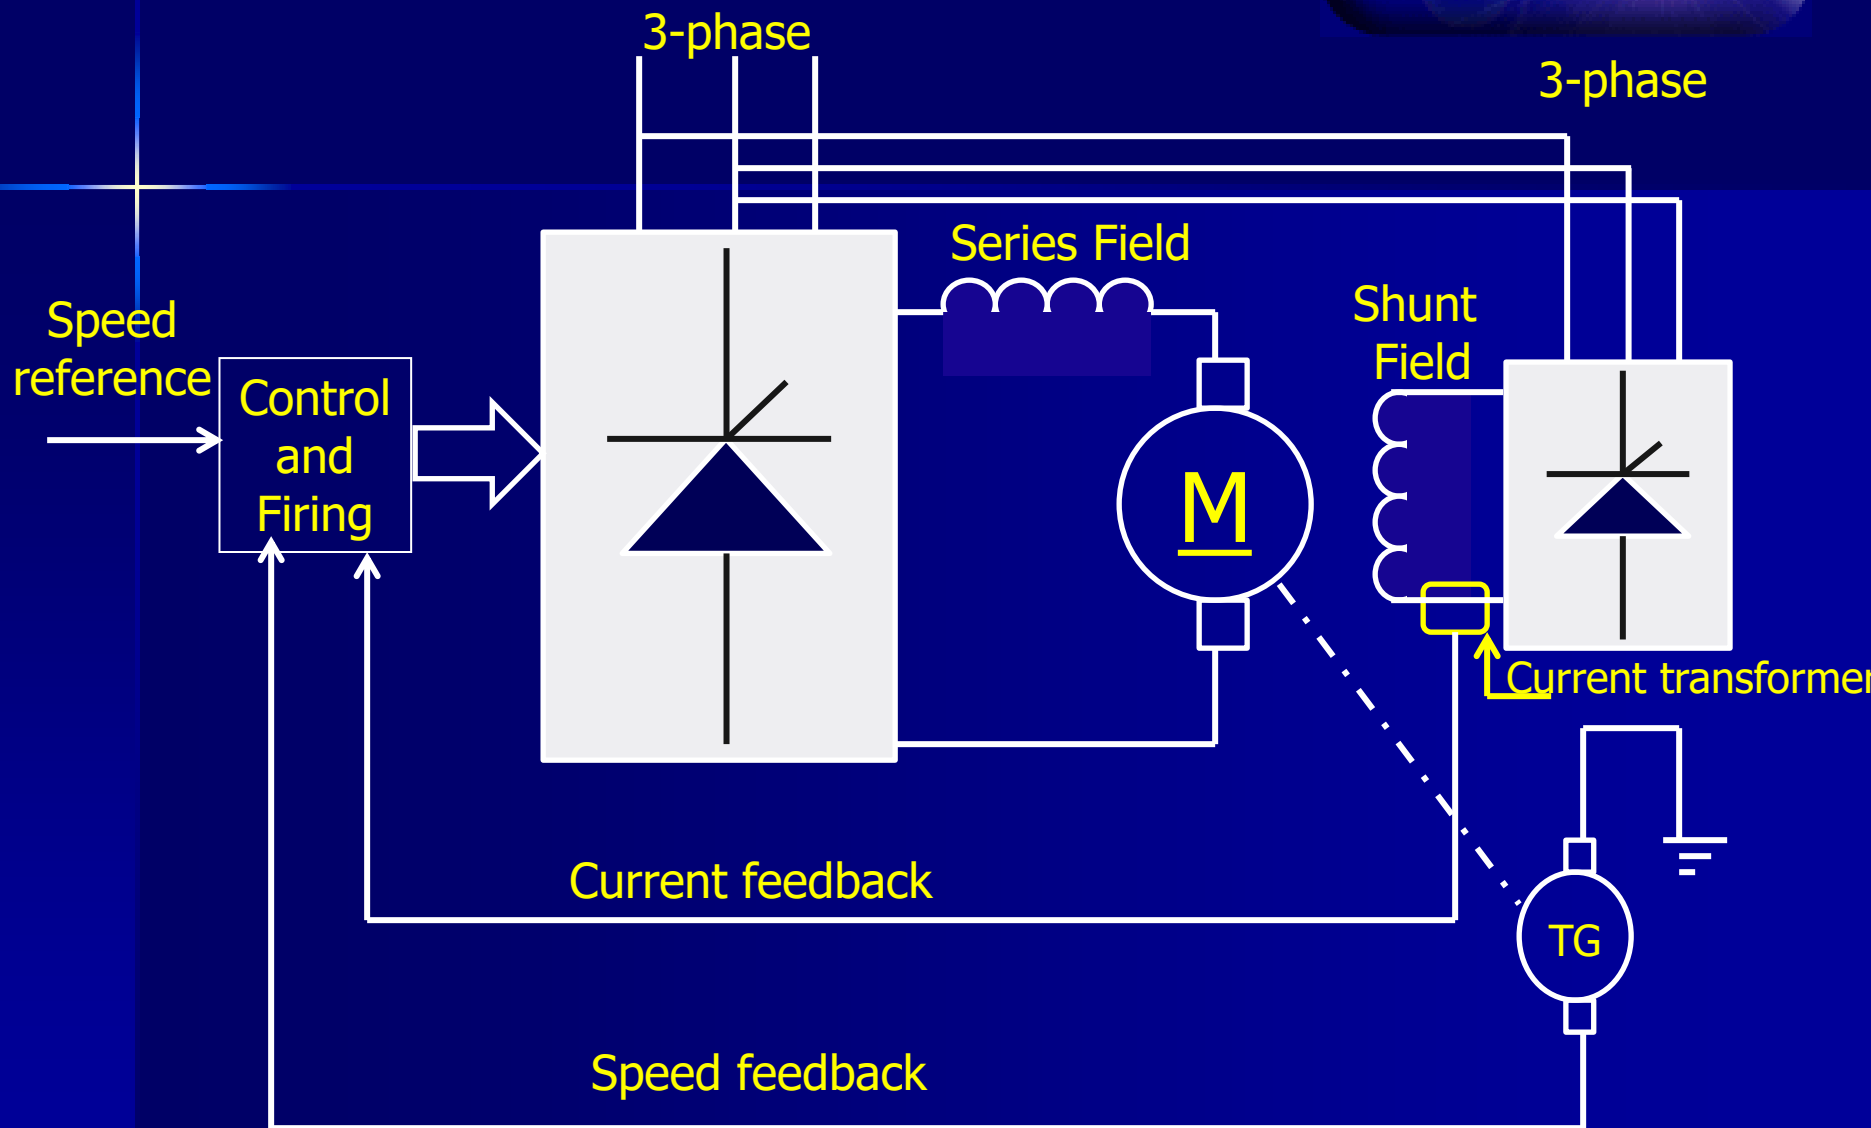 3-phase
3-phase
Series Field
Shunt
Field
Speed
reference
Control
and
Firing
M
Current transformer
Current feedback
TG
Speed feedback